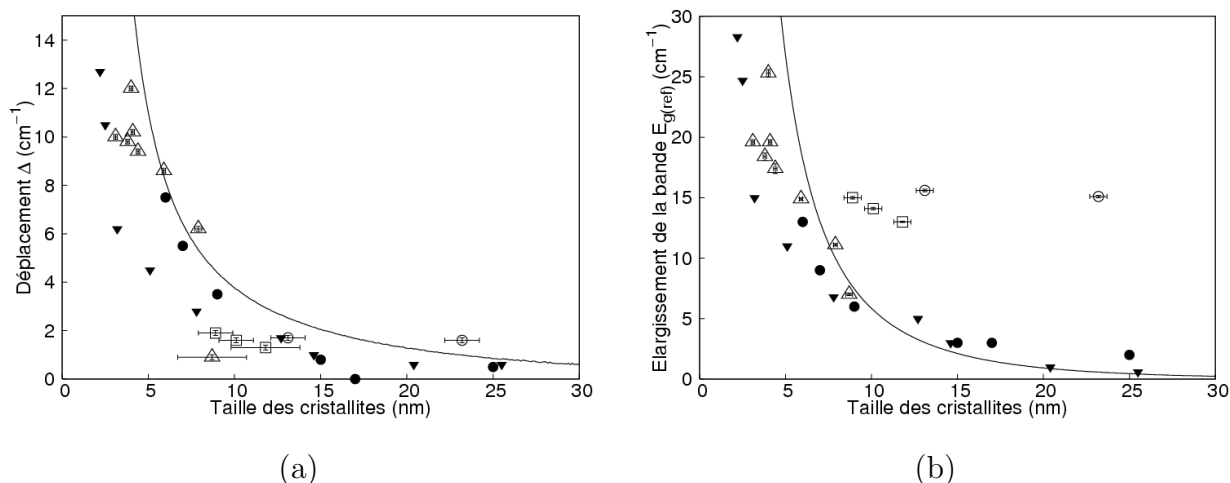 14
12
10
8
6
4
2
0
Déplacement Δ (cm⁻¹)
0 5 10 15 20 25 30
Taille des cristallites (nm)
(a)
30
25
20
15
10
5
0
Elargissement de la bande E_g(ref) (cm⁻¹)
0 5 10 15 20 25 30
Taille des cristallites (nm)
(b)